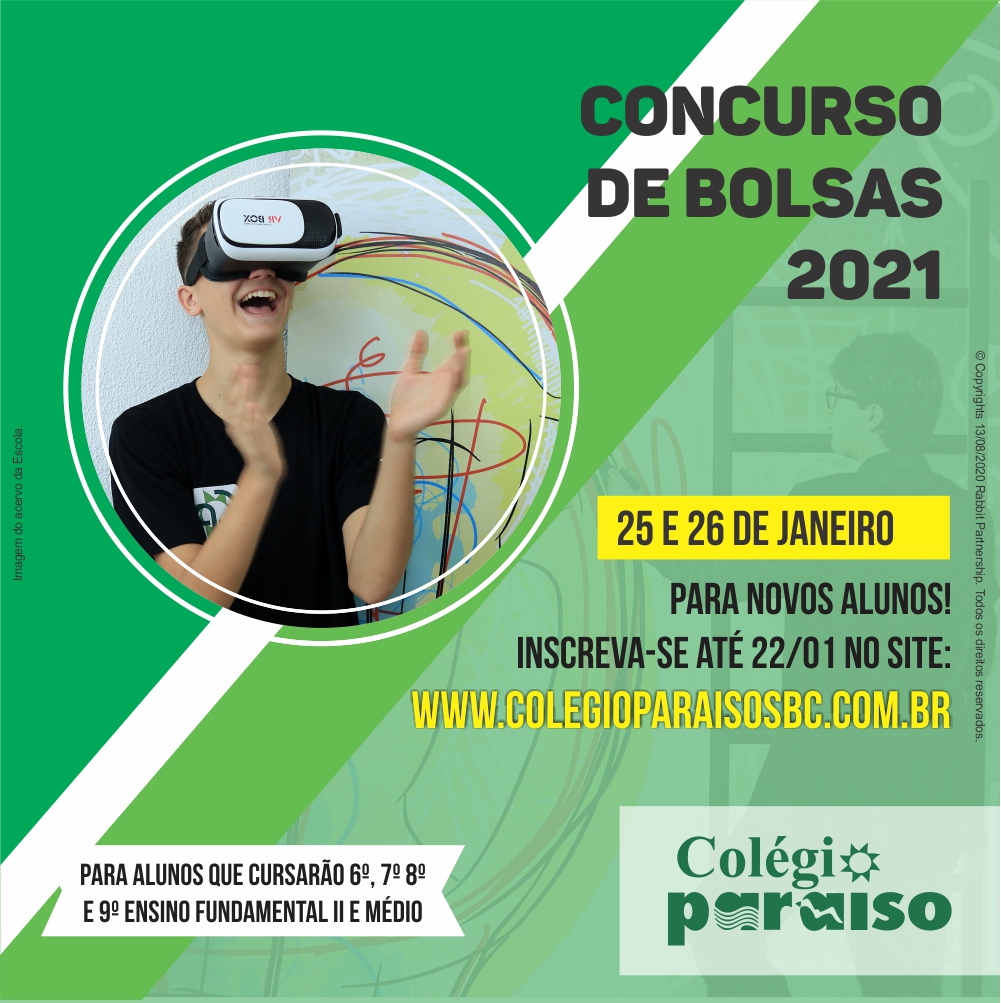 CONCURSO
DE BOLSAS
2021
VR BOX
25 E 26 DE JANEIRO
PARA NOVOS ALUNOS!
INSCREVA-SE ATÉ 22/01 NO SITE:
WWW.COLEGIOPARAISOSBC.COM.BR
PARA ALUNOS QUE CURSARÃO 6º, 7º 8º
E 9º ENSINO FUNDAMENTAL II E MÉDIO
Colégio
paraiso
Imagem do acervo da Escola.
© Copyrights 13/08/2020 Rabbit Partnership. Todos os direitos reservados.